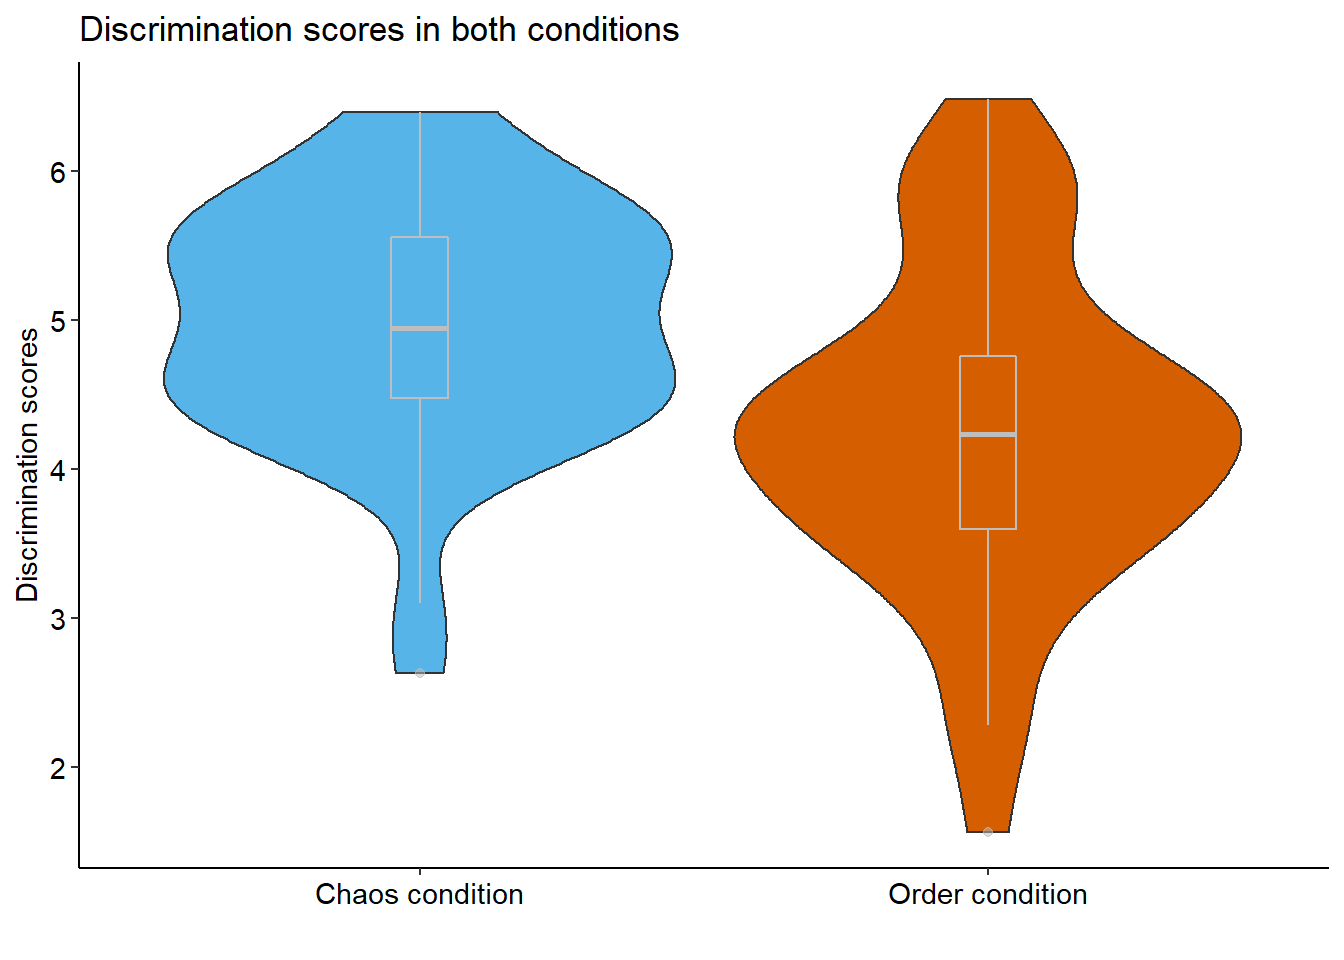 Discrimination scores in both conditions
Discrimination scores
6
5
4
3
2
Chaos condition
Order condition